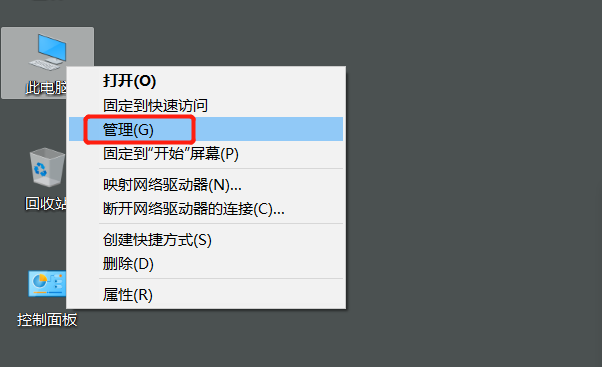 此电脑
打开(O)
固定到快速访问
管理(G)
固定到“开始”屏幕(P)
映射网络驱动器(N)...
断开网络驱动器的连接(C)...
创建快捷方式(S)
删除(D)
属性(R)
回收站
控制面板